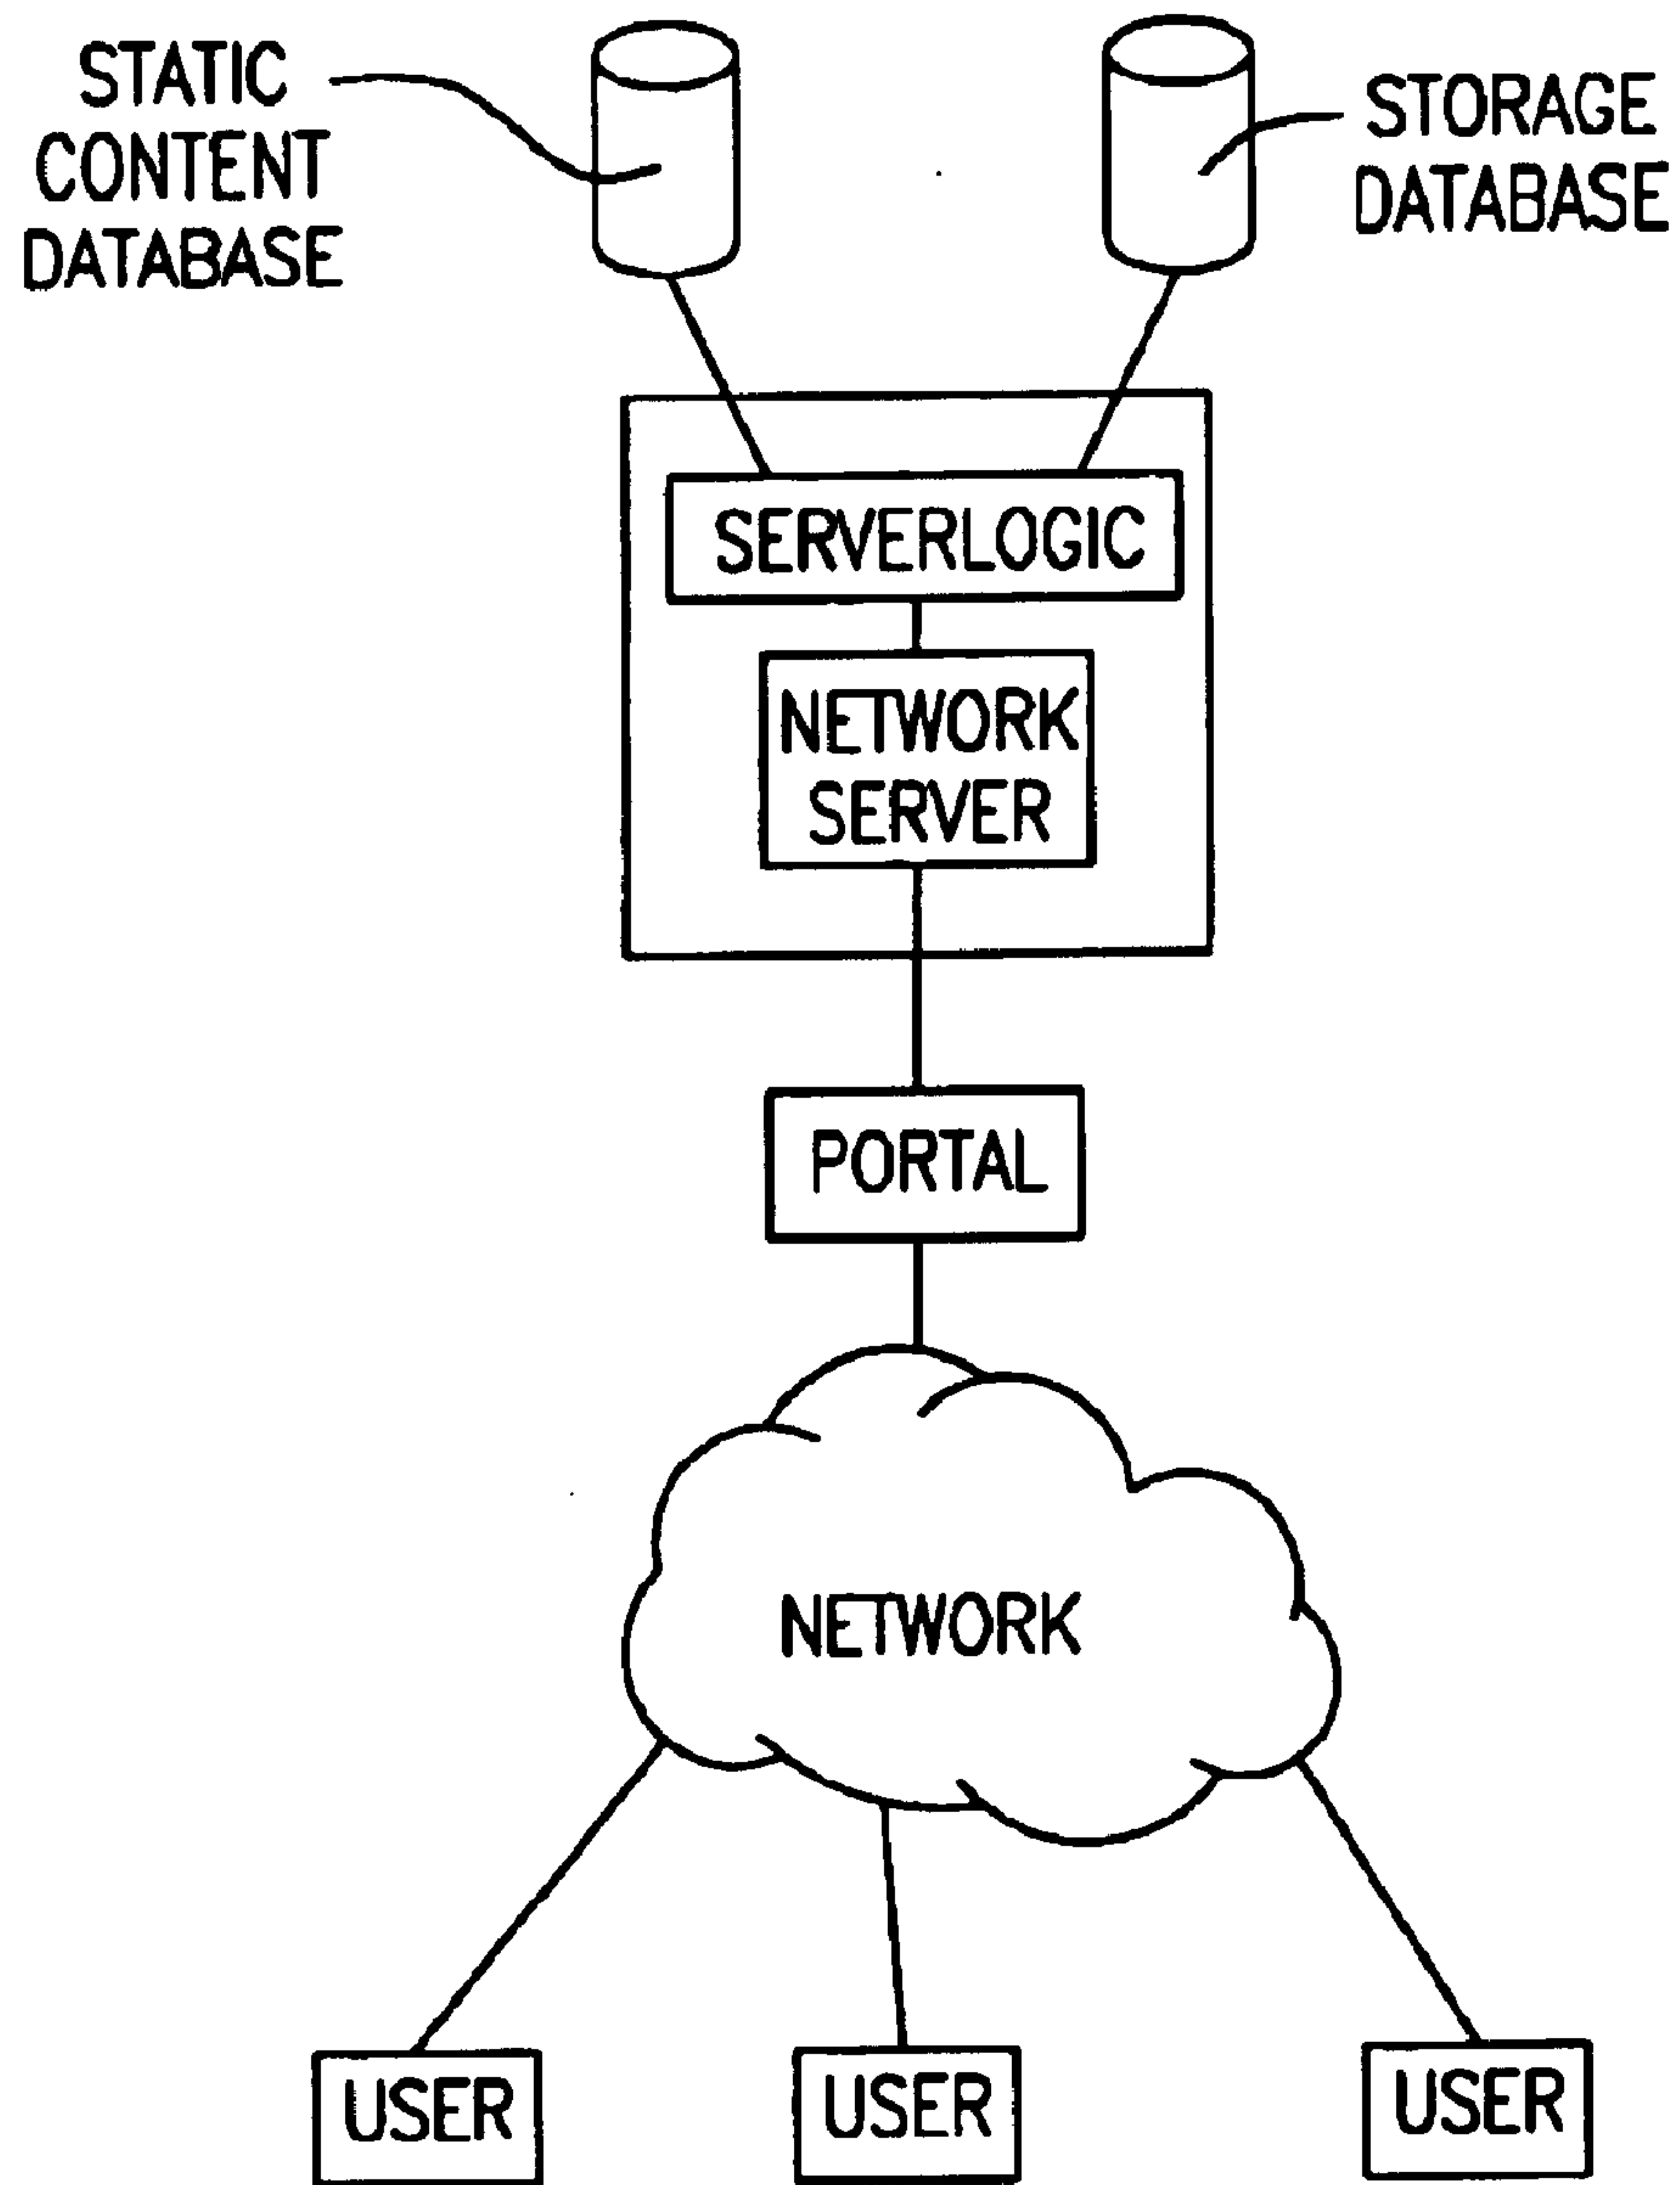 STATIC
CONTENT
DATABASE
STORAGE
DATABASE
SERVERLOGIC
NETWORK
SERVER
PORTAL
NETWORK
USER
USER
USER